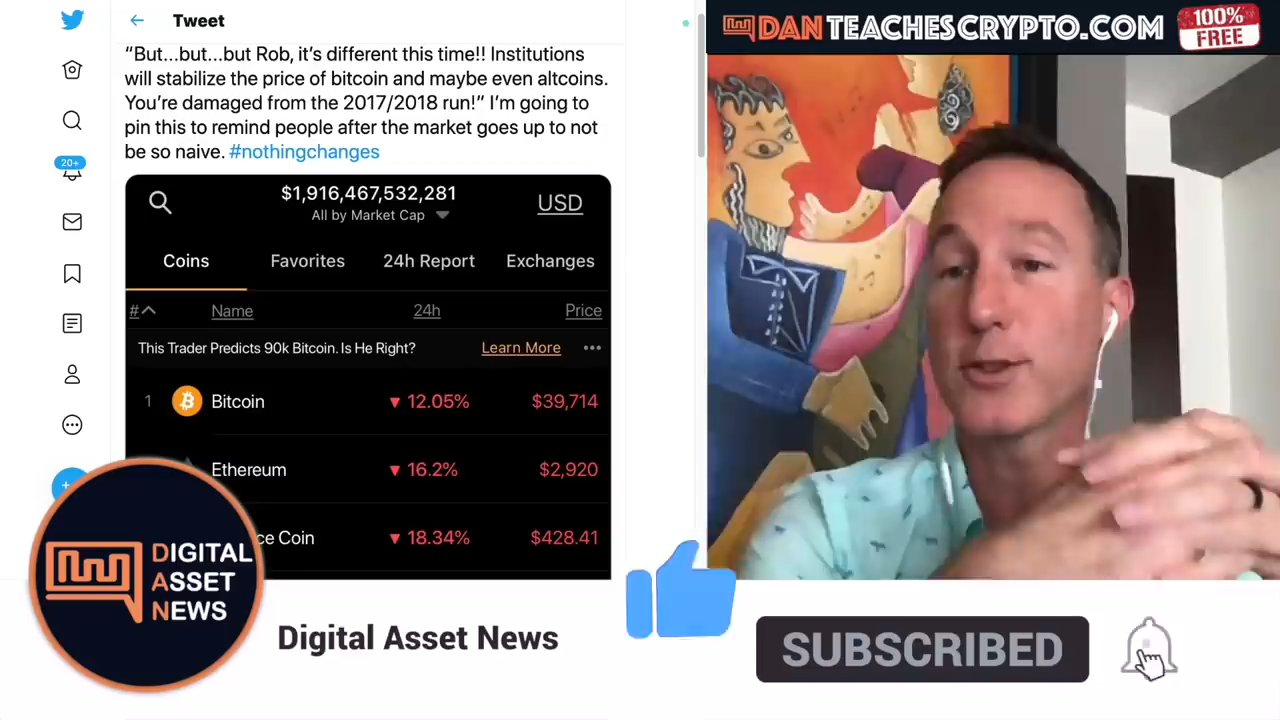 Tweet
"But...but...but Rob, it's different this time!! Institutions
will stabilize the price of bitcoin and maybe even altcoins.
You're damaged from the 2017/2018 run!" I'm going to
pin this to remind people after the market goes up to not
be so naive. #nothingchanges
20+
$1,916,467,532,281
All by Market Cap
USD
Coins Favorites 24h Report Exchanges
# Name 24h Price
This Trader Predicts 90k Bitcoin. Is He Right? Learn More
1 Bitcoin ▼ 12.05% $39,714
Ethereum ▼ 16.2% $2,920
ce Coin ▼ 18.34% $428.41
DANTEACHESCRYPTO.COM
100%
FREE
DIGITAL
ASSET
NEWS
Digital Asset News
SUBSCRIBED